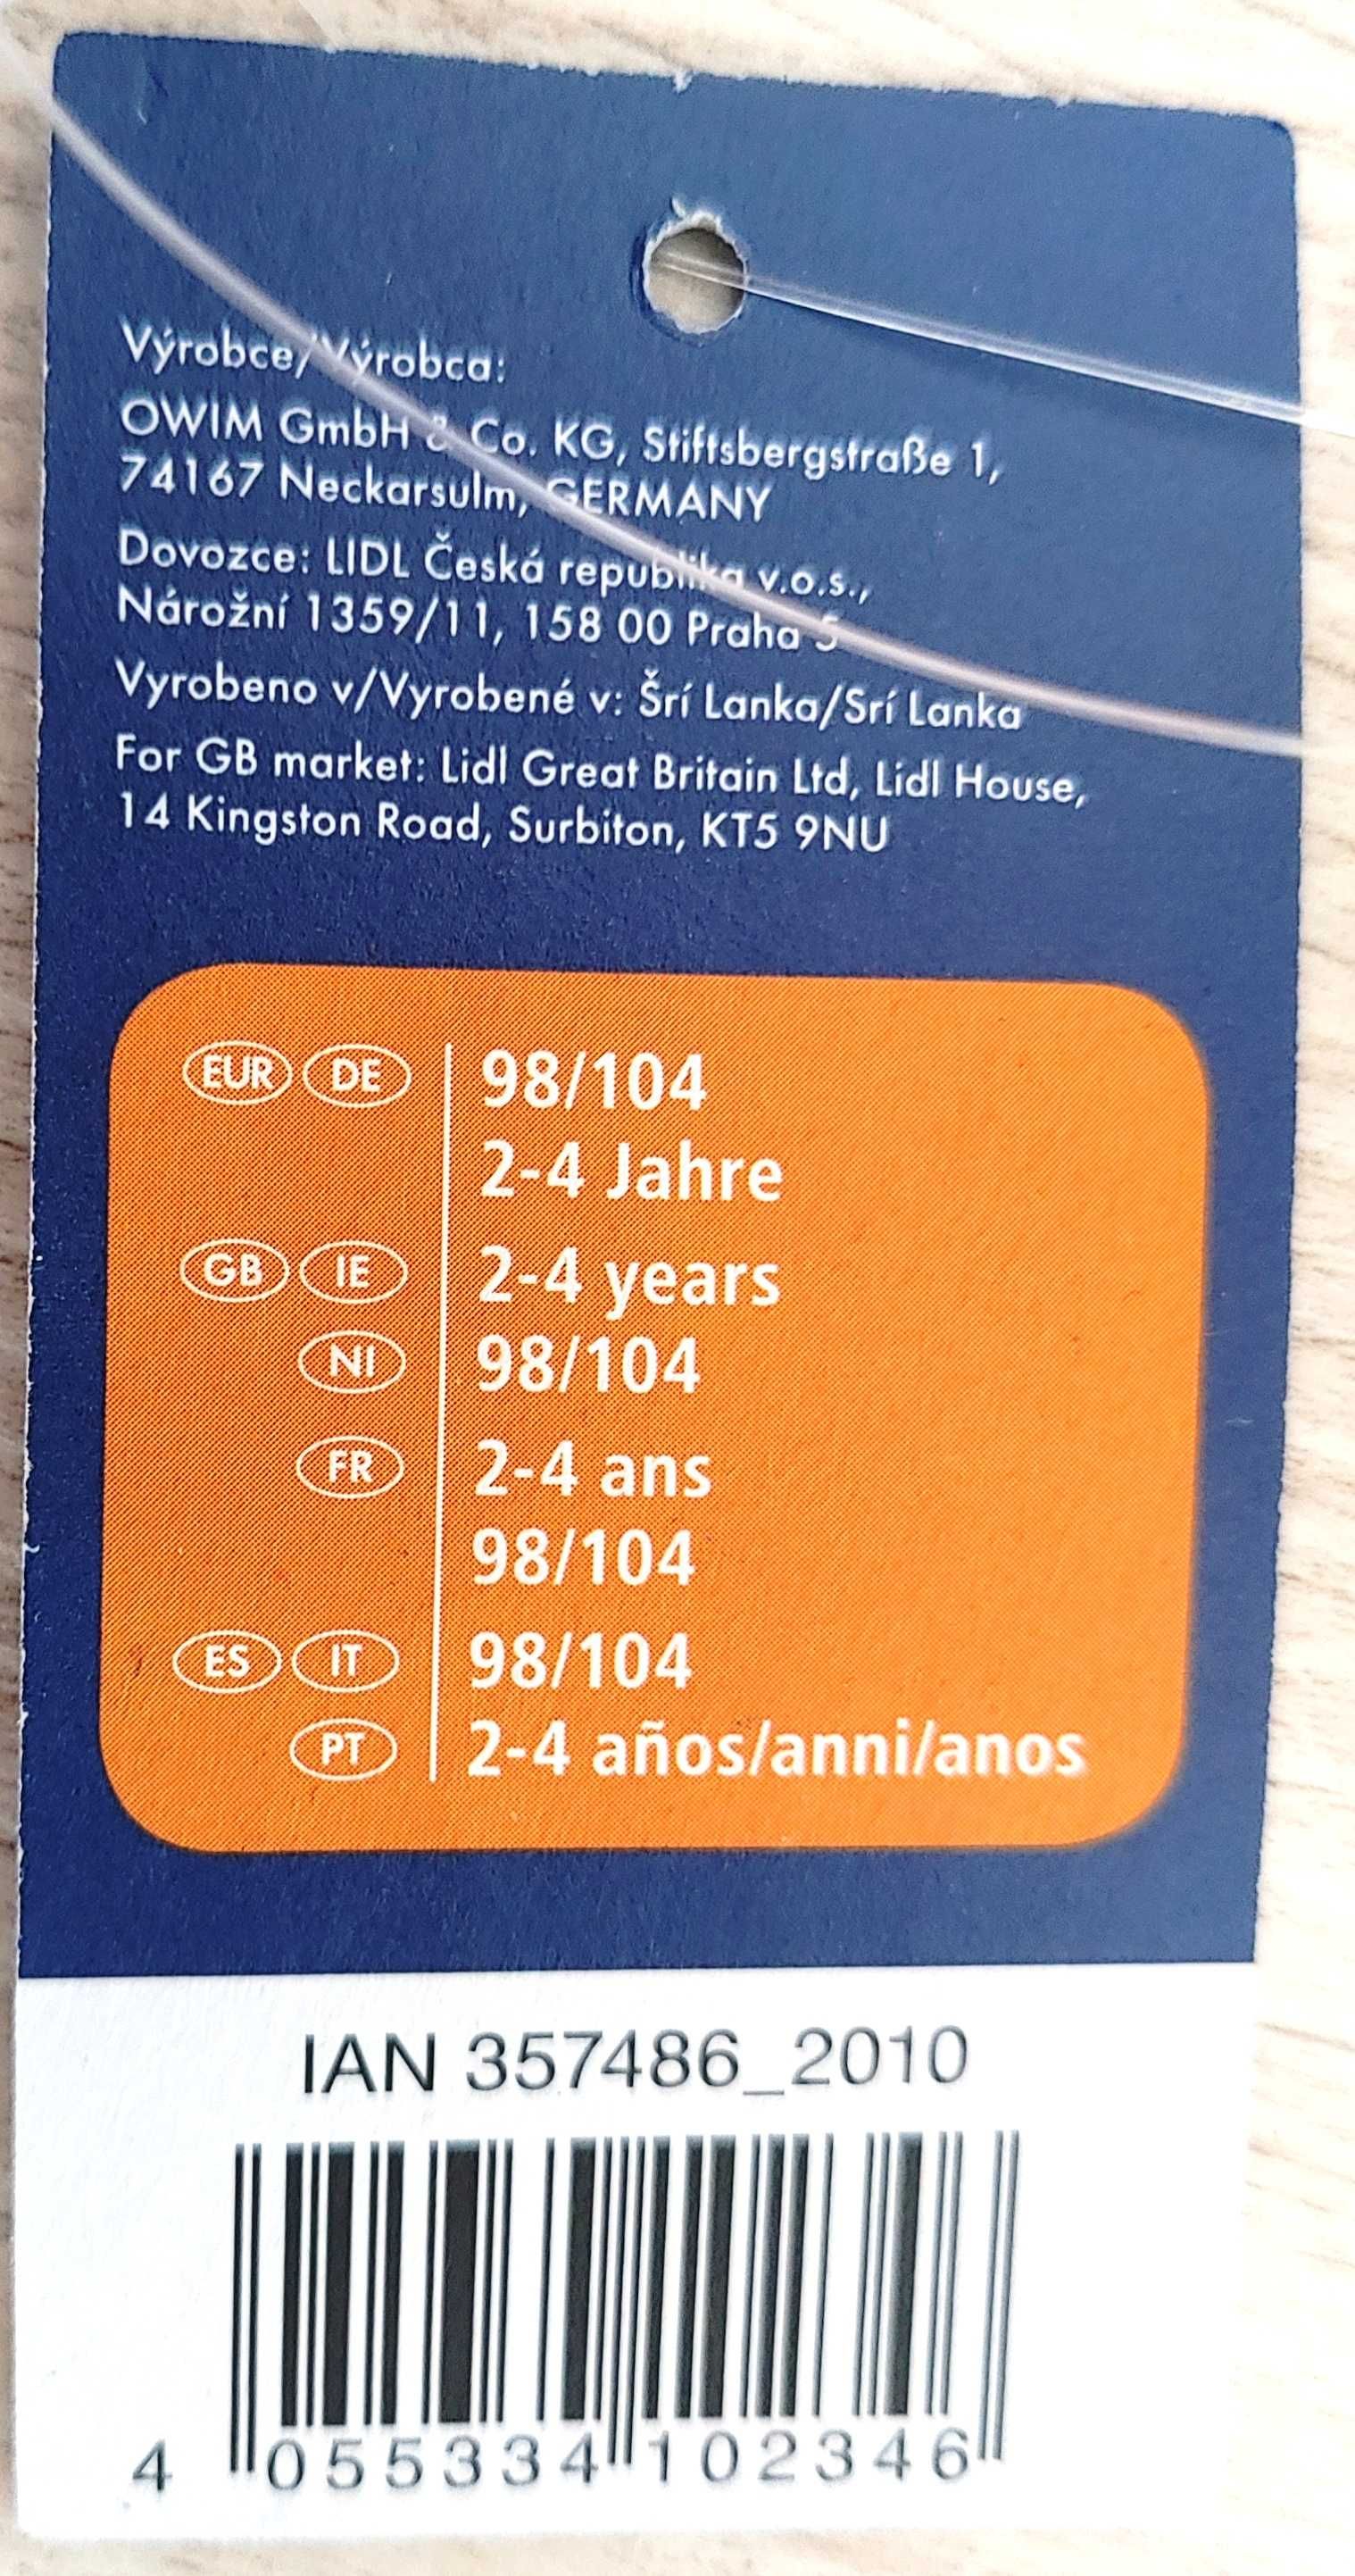 Výrobce/Výrobca:
OWIM GmbH & Co. KG, Stiftsbergstraße 1,
74167 Neckarsulm, GERMANY
Dovozce: LIDL Česká republika v.o.s.,
Nárožní 1359/11, 158 00 Praha 5
Vyrobeno v/Vyrobené v: Šrí Lanka/Srí Lanka
For GB market: Lidl Great Britain Ltd, Lidl House,
14 Kingston Road, Surbiton, KT5 9NU
EUR DE 98/104
2-4 Jahre
GB IE 2-4 years
NI 98/104
FR 2-4 ans
98/104
ES IT 98/104
PT 2-4 años/anni/anos
IAN 357486_2010
4 055334 102346